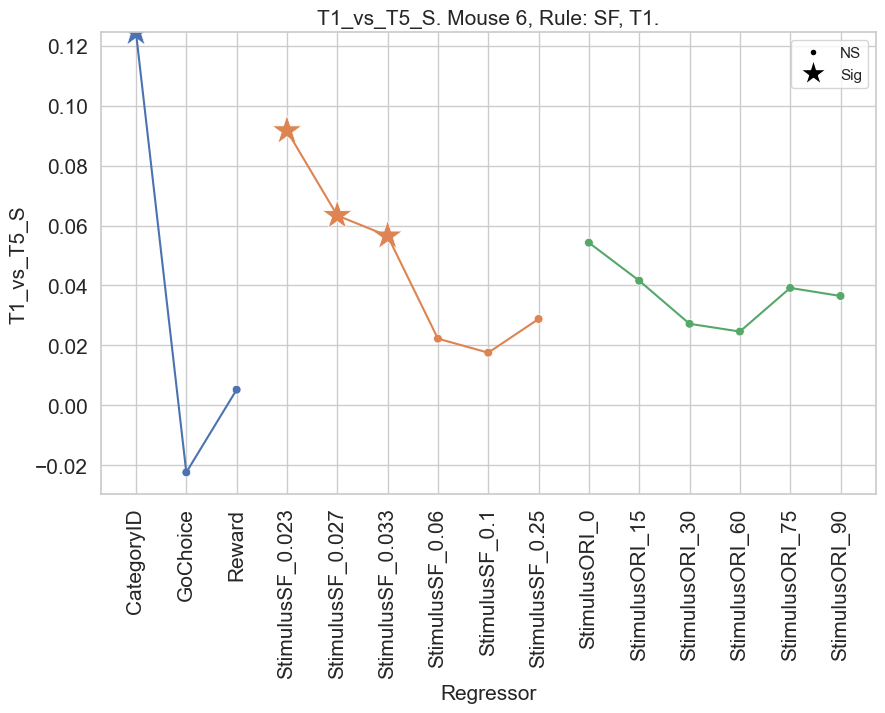 T1_vs_T5_S. Mouse 6, Rule: SF, T1.
NS
Sig
T1_vs_T5_S
0.12
0.10
0.08
0.06
0.04
0.02
0.00
−0.02
CategoryID
GoChoice
Reward
StimulusSF_0.023
StimulusSF_0.027
StimulusSF_0.033
StimulusSF_0.06
StimulusSF_0.1
StimulusSF_0.25
StimulusORI_0
StimulusORI_15
StimulusORI_30
StimulusORI_60
StimulusORI_75
StimulusORI_90
Regressor